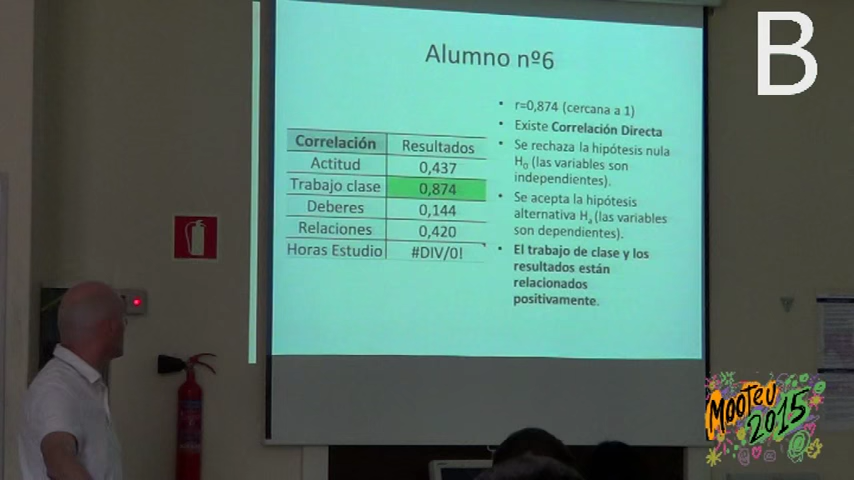 B
Alumno nº6
Correlación Resultados
Actitud 0,437
Trabajo clase 0,874
Deberes 0,144
Relaciones 0,420
Horas Estudio #DIV/0!
• r=0,874 (cercana a 1)
• Existe Correlación Directa
• Se rechaza la hipótesis nula
H0 (las variables son
independientes).
• Se acepta la hipótesis
alternativa Ha (las variables
son dependientes).
• El trabajo de clase y los
resultados están
relacionados
positivamente.
MOOTEU
2015